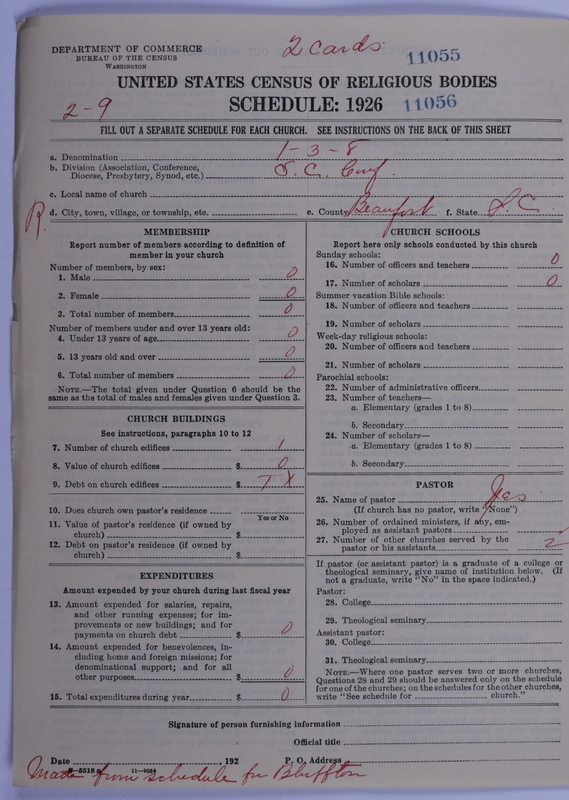 DEPARTMENT OF COMMERCE
BUREAU OF THE CENSUS
WASHINGTON
2 Cards
11055
UNITED STATES CENSUS OF RELIGIOUS BODIES
2-9
SCHEDULE: 1926
11056
FILL OUT A SEPARATE SCHEDULE FOR EACH CHURCH. SEE INSTRUCTIONS ON THE BACK OF THIS SHEET
a. Denomination 1-3-8
b. Division (Association, Conference,
Diocese, Presbytery, Synod, etc.) S. C. Conf.
c. Local name of church
R.
d. City, town, village, or township, etc. e. County Beaufort f. State S C
MEMBERSHIP
Report number of members according to definition of
member in your church
Number of members, by sex:
1. Male 0
2. Female 0
3. Total number of members 0
Number of members under and over 13 years old:
4. Under 13 years of age 0
5. 13 years old and over 0
6. Total number of members 0
NOTE.—The total given under Question 6 should be the
same as the total of males and females given under Question 3.
CHURCH BUILDINGS
See instructions, paragraphs 10 to 12
7. Number of church edifices 1
8. Value of church edifices $ 0
9. Debt on church edifices $ T X
10. Does church own pastor's residence
Yes or No
11. Value of pastor's residence (if owned by
church) $
12. Debt on pastor's residence (if owned by
church) $
EXPENDITURES
Amount expended by your church during last fiscal year
13. Amount expended for salaries, repairs,
and other running expenses; for im-
provements or new buildings; and for
payments on church debt $ 0
14. Amount expended for benevolences, in-
cluding home and foreign missions; for
denominational support; and for all
other purposes $ 0
15. Total expenditures during year $ 0
CHURCH SCHOOLS
Report here only schools conducted by this church
Sunday schools:
16. Number of officers and teachers 0
17. Number of scholars 0
Summer vacation Bible schools:
18. Number of officers and teachers
19. Number of scholars
Week-day religious schools:
20. Number of officers and teachers
21. Number of scholars
Parochial schools:
22. Number of administrative officers
23. Number of teachers—
a. Elementary (grades 1 to 8)
b. Secondary
24. Number of scholars—
a. Elementary (grades 1 to 8)
b. Secondary
PASTOR
25. Name of pastor Yes
(If church has no pastor, write "None")
26. Number of ordained ministers, if any, em-
ployed as assistant pastors
27. Number of other churches served by the
pastor or his assistants 2
If pastor (or assistant pastor) is a graduate of a college or
theological seminary, give name of institution below. (If
not a graduate, write "No" in the space indicated.)
Pastor:
28. College
29. Theological seminary
Assistant pastor:
30. College
31. Theological seminary
NOTE.—Where one pastor serves two or more churches,
Questions 28 and 29 should be answered only on the schedule
for one of the churches; on the schedules for the other churches,
write "See schedule for church."
Signature of person furnishing information
Official title
Date , 192 P. O. Address
8-5518 a 11-9034
Made from schedule for Bluffton